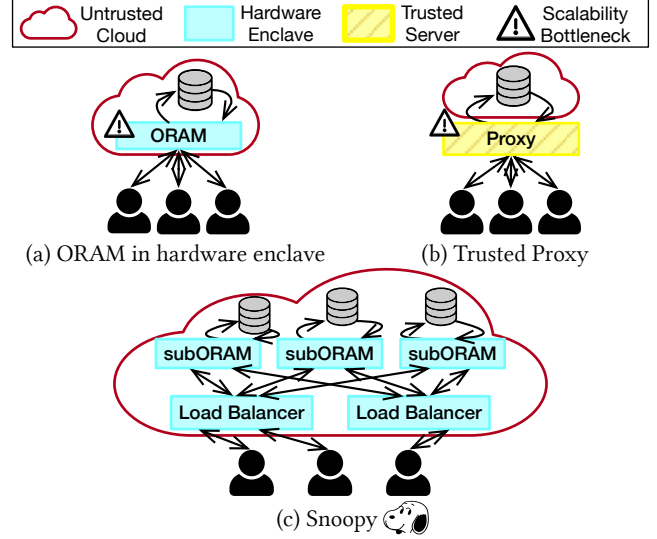 Untrusted Cloud
Hardware Enclave
Trusted Server
Scalability Bottleneck
ORAM
Proxy
(a) ORAM in hardware enclave
(b) Trusted Proxy
subORAM subORAM subORAM
Load Balancer Load Balancer
(c) Snoopy